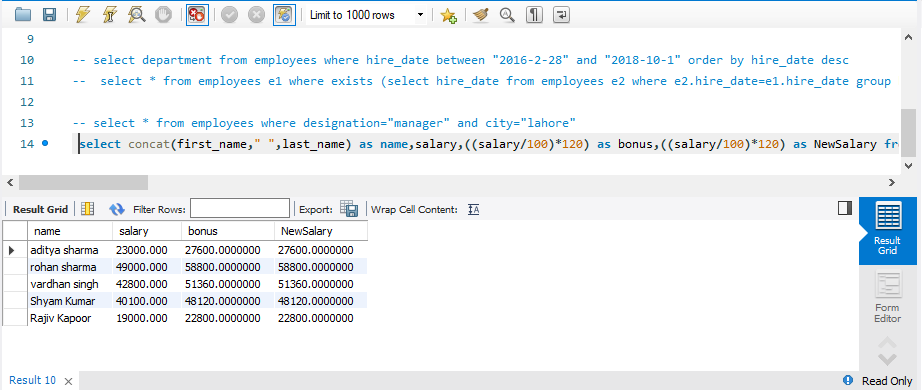 Limit to 1000 rows
9
10 -- select department from employees where hire_date between "2016-2-28" and "2018-10-1" order by hire_date desc
11 -- select * from employees e1 where exists (select hire_date from employees e2 where e2.hire_date=e1.hire_date group
12
13 -- select * from employees where designation="manager" and city="lahore"
14 select concat(first_name," ",last_name) as name,salary,((salary/100)*120) as bonus,((salary/100)*120) as NewSalary fr
Result Grid Filter Rows: Export: Wrap Cell Content: IA
name salary bonus NewSalary
aditya sharma 23000.000 27600.0000000 27600.0000000
rohan sharma 49000.000 58800.0000000 58800.0000000
vardhan singh 42800.000 51360.0000000 51360.0000000
Shyam Kumar 40100.000 48120.0000000 48120.0000000
Rajiv Kapoor 19000.000 22800.0000000 22800.0000000
Result
Grid
Form
Editor
Result 10 Read Only